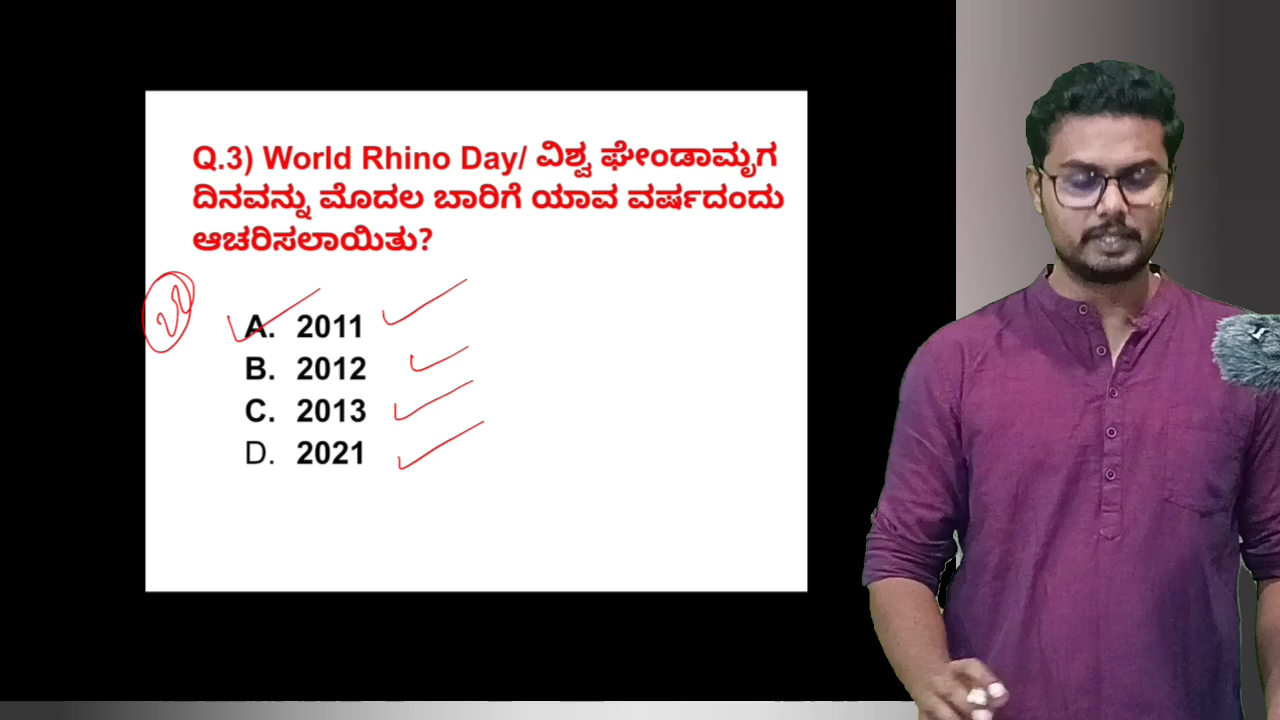 Q.3) World Rhino Day/ ವಿಶ್ವ ಘೇಂಡಾಮೃಗ
ದಿನವನ್ನು ಮೊದಲ ಬಾರಿಗೆ ಯಾವ ವರ್ಷದಂದು
ಆಚರಿಸಲಾಯಿತು?
A. 2011
B. 2012
C. 2013
D. 2021